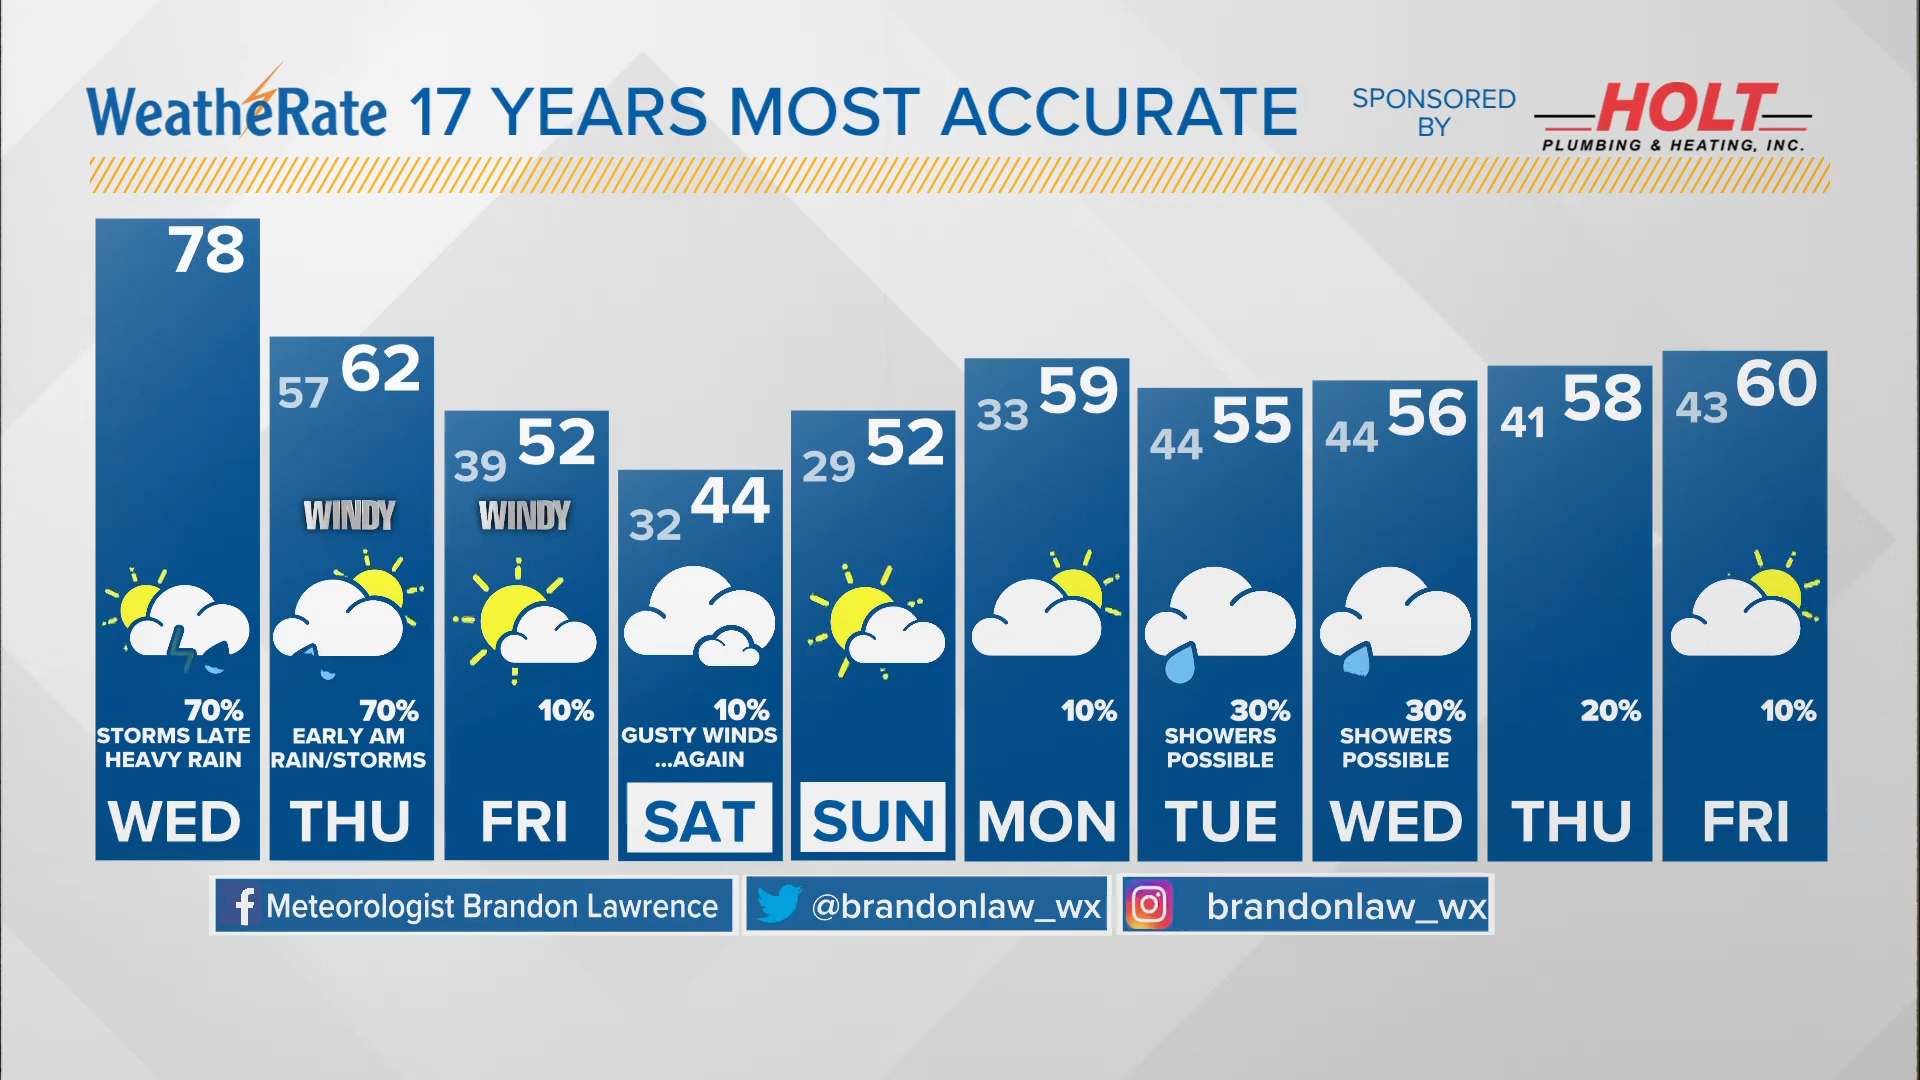 WeatheRate 17 YEARS MOST ACCURATE
SPONSORED
BY
HOLT
PLUMBING & HEATING, INC.
78
70%
STORMS LATE
HEAVY RAIN
WED
57 62
WINDY
70%
EARLY AM
RAIN/STORMS
THU
39 52
WINDY
10%
FRI
32 44
10%
GUSTY WINDS
...AGAIN
SAT
29 52
SUN
33 59
10%
MON
44 55
30%
SHOWERS
POSSIBLE
TUE
44 56
30%
SHOWERS
POSSIBLE
WED
41 58
20%
THU
43 60
10%
FRI
f Meteorologist Brandon Lawrence
@brandonlaw_wx
brandonlaw_wx